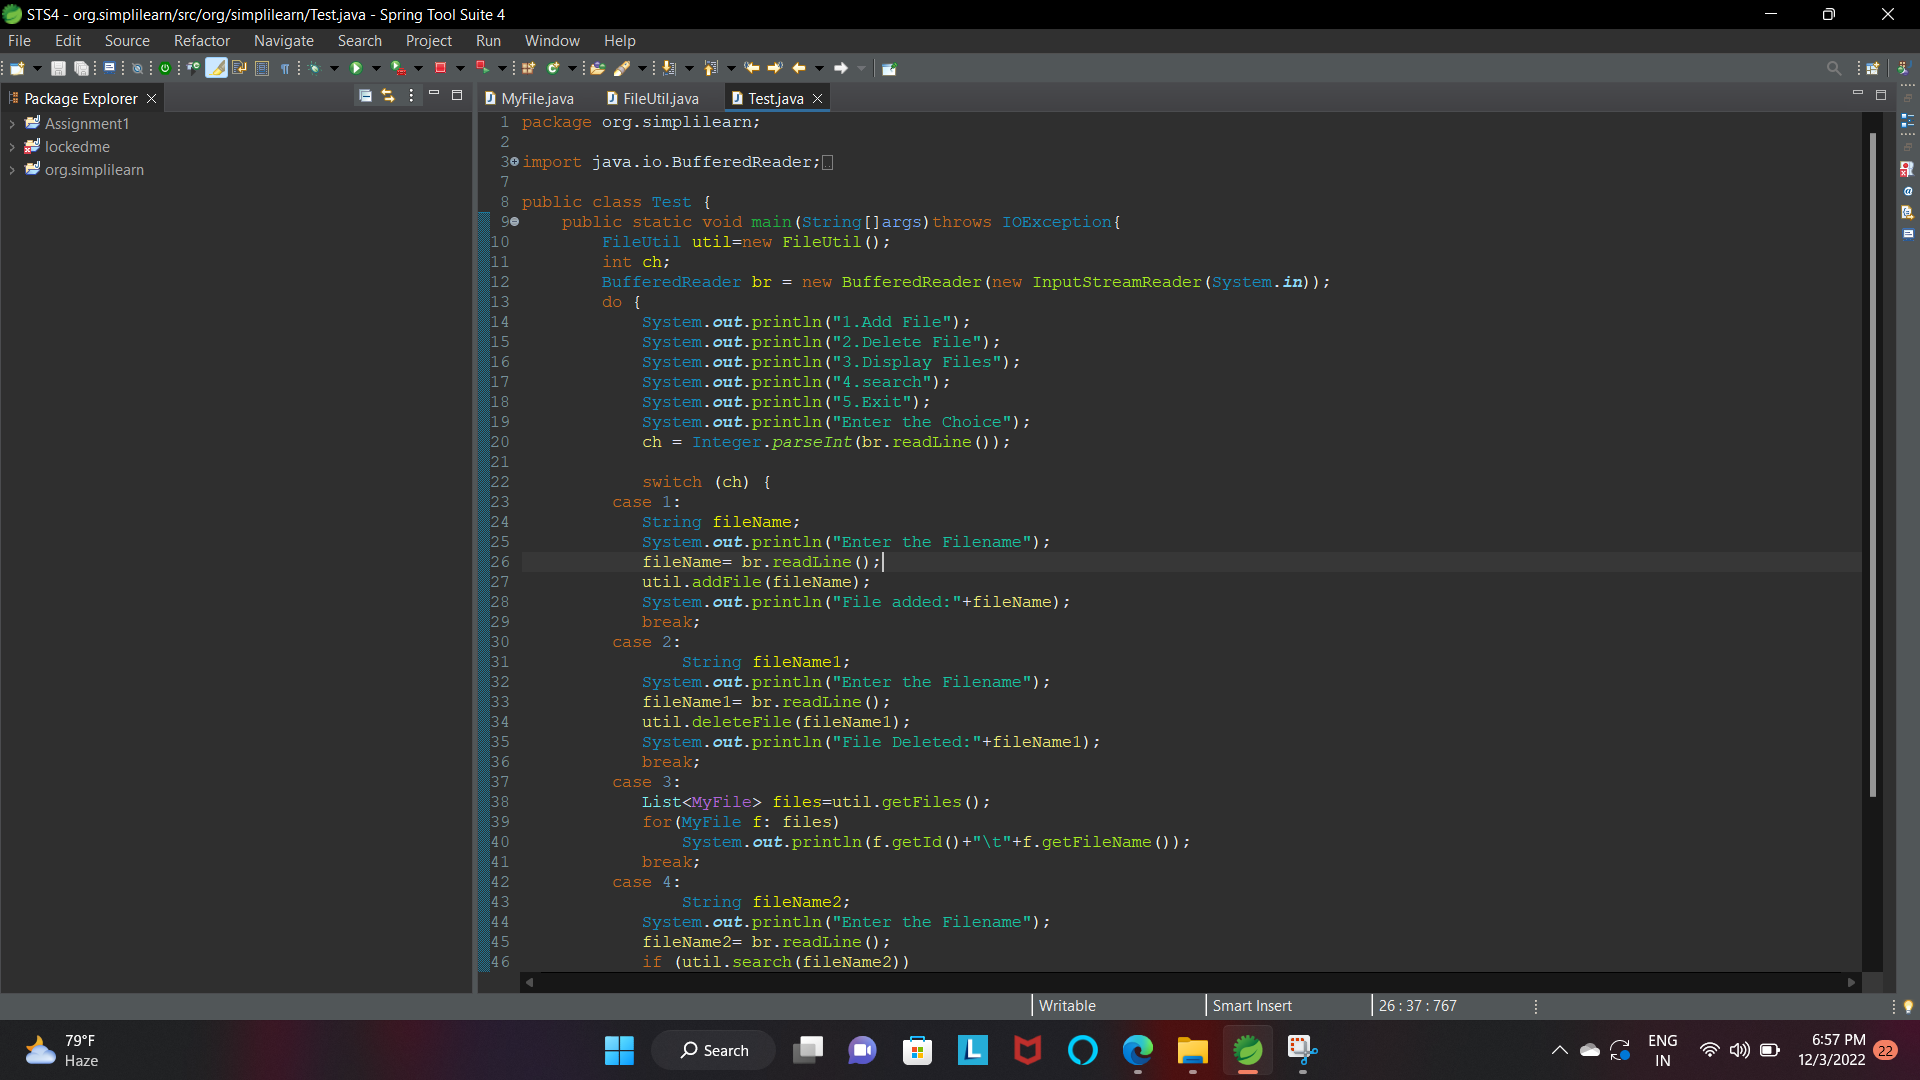 STS4 - org.simplilearn/src/org/simplilearn/Test.java - Spring Tool Suite 4
File Edit Source Refactor Navigate Search Project Run Window Help
Package Explorer
MyFile.java FileUtil.java Test.java
Assignment1
lockedme
org.simplilearn
1 package org.simplilearn;
2
3 import java.io.BufferedReader;
7
8 public class Test {
9 public static void main(String[]args)throws IOException{
10 FileUtil util=new FileUtil();
11 int ch;
12 BufferedReader br = new BufferedReader(new InputStreamReader(System.in));
13 do {
14 System.out.println("1.Add File");
15 System.out.println("2.Delete File");
16 System.out.println("3.Display Files");
17 System.out.println("4.search");
18 System.out.println("5.Exit");
19 System.out.println("Enter the Choice");
20 ch = Integer.parseInt(br.readLine());
21
22 switch (ch) {
23 case 1:
24 String fileName;
25 System.out.println("Enter the Filename");
26 fileName= br.readLine();
27 util.addFile(fileName);
28 System.out.println("File added:"+fileName);
29 break;
30 case 2:
31 String fileName1;
32 System.out.println("Enter the Filename");
33 fileName1= br.readLine();
34 util.deleteFile(fileName1);
35 System.out.println("File Deleted:"+fileName1);
36 break;
37 case 3:
38 List<MyFile> files=util.getFiles();
39 for(MyFile f: files)
40 System.out.println(f.getId()+"\t"+f.getFileName());
41 break;
42 case 4:
43 String fileName2;
44 System.out.println("Enter the Filename");
45 fileName2= br.readLine();
46 if (util.search(fileName2))
Writable Smart Insert 26 : 37 : 767
79°F
Haze
Search
ENG
IN
6:57 PM
12/3/2022
22